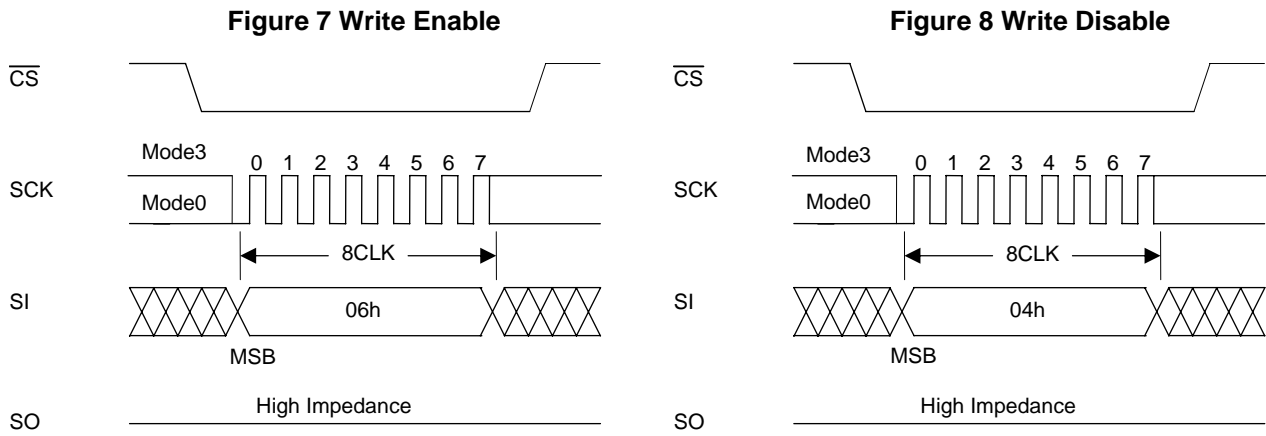 Figure 7 Write Enable
CS
Mode3
0 1 2 3 4 5 6 7
SCK
Mode0
8CLK
SI
06h
MSB
High Impedance
SO
Figure 8 Write Disable
CS
Mode3
0 1 2 3 4 5 6 7
SCK
Mode0
8CLK
SI
04h
MSB
High Impedance
SO